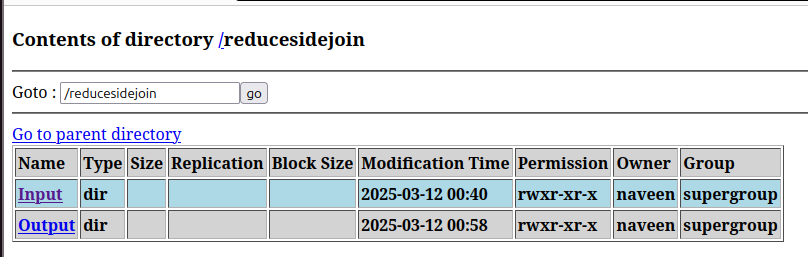 Contents of directory /reducesidejoin
Goto : /reducesidejoin go
Go to parent directory
Name Type Size Replication Block Size Modification Time Permission Owner Group
Input dir 2025-03-12 00:40 rwxr-xr-x naveen supergroup
Output dir 2025-03-12 00:58 rwxr-xr-x naveen supergroup